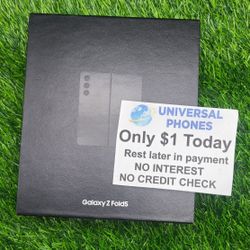 UNIVERSAL
PHONES
Only $1 Today
Rest later in payment
NO INTEREST
NO CREDIT CHECK
Galaxy Z Fold5